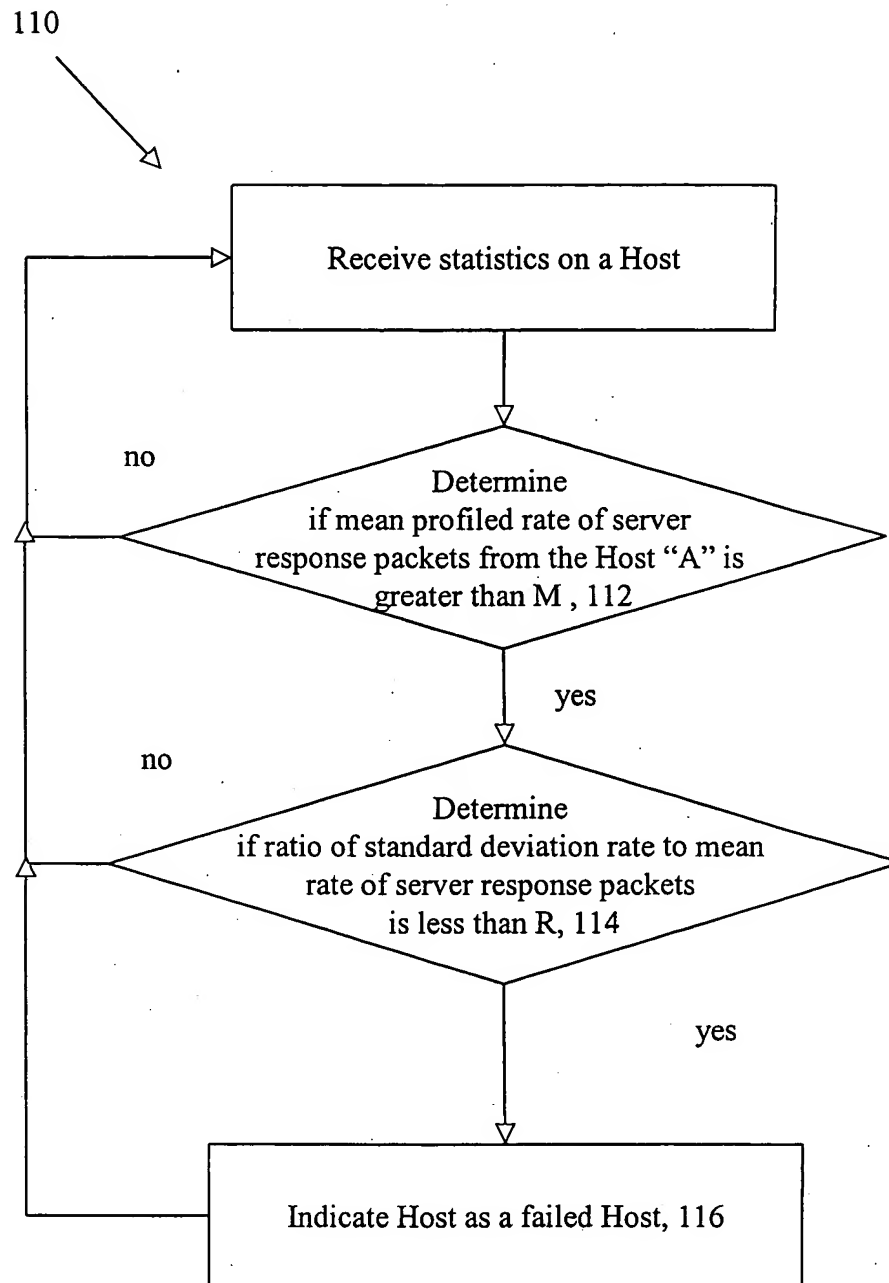 110
Receive statistics on a Host
no
Determine
if mean profiled rate of server
response packets from the Host “A” is
greater than M , 112
yes
no
Determine
if ratio of standard deviation rate to mean
rate of server response packets
is less than R, 114
yes
Indicate Host as a failed Host, 116